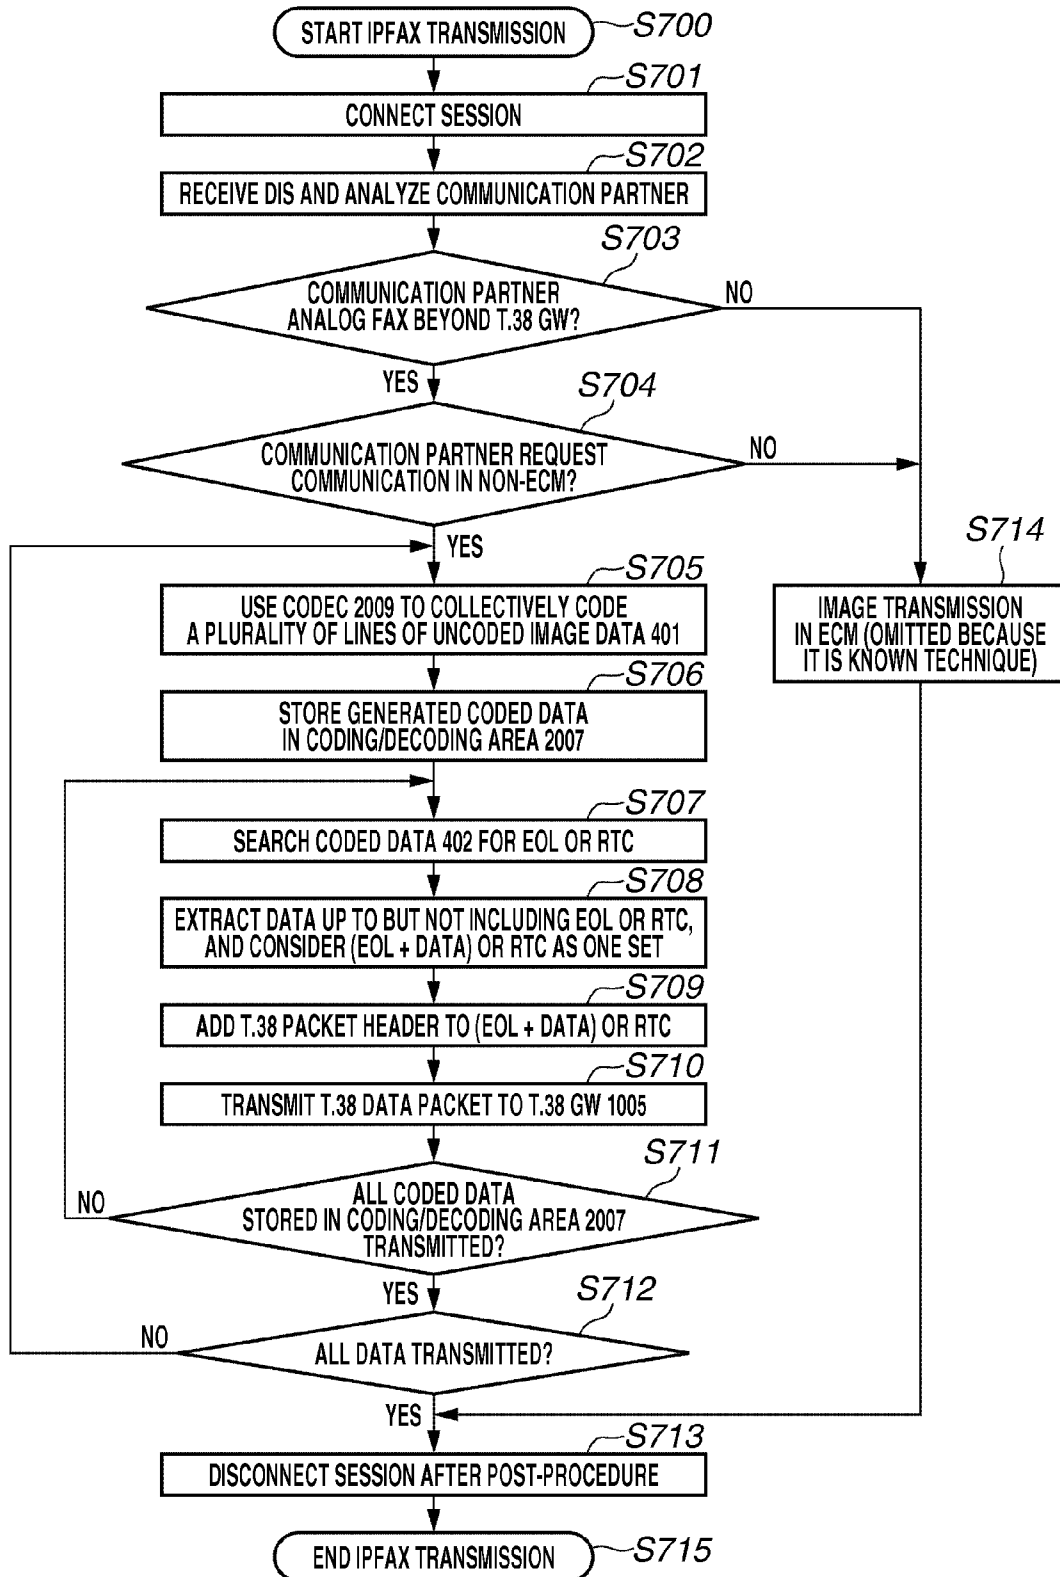 START IPFAX TRANSMISSION
S700
S701
CONNECT SESSION
S702
RECEIVE DIS AND ANALYZE COMMUNICATION PARTNER
S703
COMMUNICATION PARTNER
ANALOG FAX BEYOND T.38 GW?
NO
YES
S704
COMMUNICATION PARTNER REQUEST
COMMUNICATION IN NON-ECM?
NO
YES
S705
USE CODEC 2009 TO COLLECTIVELY CODE
A PLURALITY OF LINES OF UNCODED IMAGE DATA 401
S714
IMAGE TRANSMISSION
IN ECM (OMITTED BECAUSE
IT IS KNOWN TECHNIQUE)
S706
STORE GENERATED CODED DATA
IN CODING/DECODING AREA 2007
S707
SEARCH CODED DATA 402 FOR EOL OR RTC
S708
EXTRACT DATA UP TO BUT NOT INCLUDING EOL OR RTC,
AND CONSIDER (EOL + DATA) OR RTC AS ONE SET
S709
ADD T.38 PACKET HEADER TO (EOL + DATA) OR RTC
S710
TRANSMIT T.38 DATA PACKET TO T.38 GW 1005
S711
ALL CODED DATA
STORED IN CODING/DECODING AREA 2007
TRANSMITTED?
NO
YES
S712
ALL DATA TRANSMITTED?
NO
YES
S713
DISCONNECT SESSION AFTER POST-PROCEDURE
END IPFAX TRANSMISSION
S715